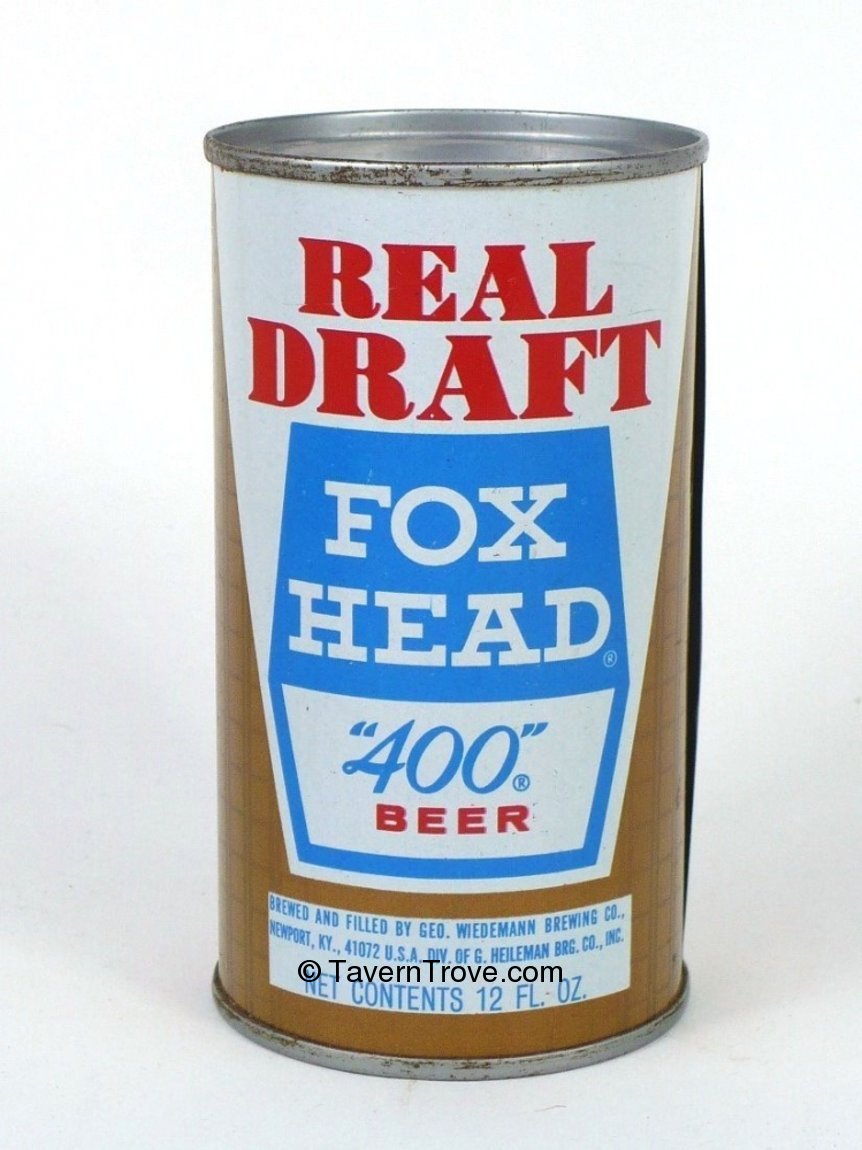 REAL
DRAFT
FOX
HEAD®
"400"®
BEER
BREWED AND FILLED BY GEO. WIEDEMANN BREWING CO.,
NEWPORT, KY., 41072 U.S.A. DIV. OF G. HEILEMAN BRG. CO., INC.
© TavernTrove.com
NET CONTENTS 12 FL. OZ.